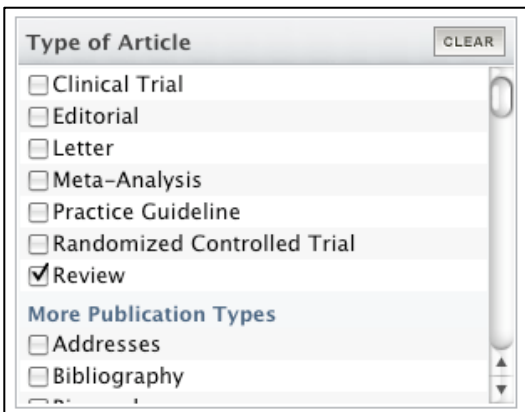 Type of Article CLEAR
Clinical Trial
Editorial
Letter
Meta-Analysis
Practice Guideline
Randomized Controlled Trial
Review
More Publication Types
Addresses
Bibliography